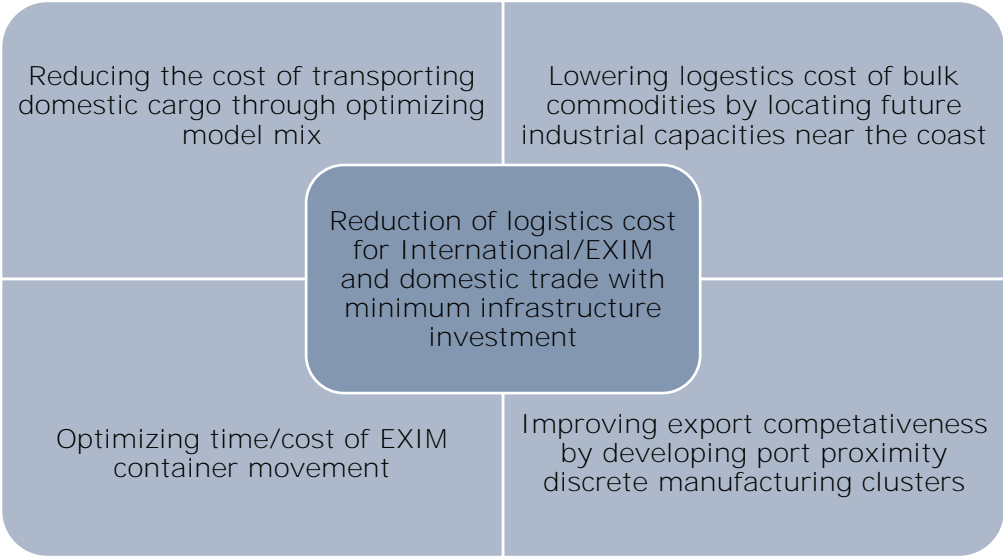 Reducing the cost of transporting
domestic cargo through optimizing
model mix
Lowering logestics cost of bulk
commodities by locating future
industrial capacities near the coast
Reduction of logistics cost
for International/EXIM
and domestic trade with
minimum infrastructure
investment
Optimizing time/cost of EXIM
container movement
Improving export competativeness
by developing port proximity
discrete manufacturing clusters